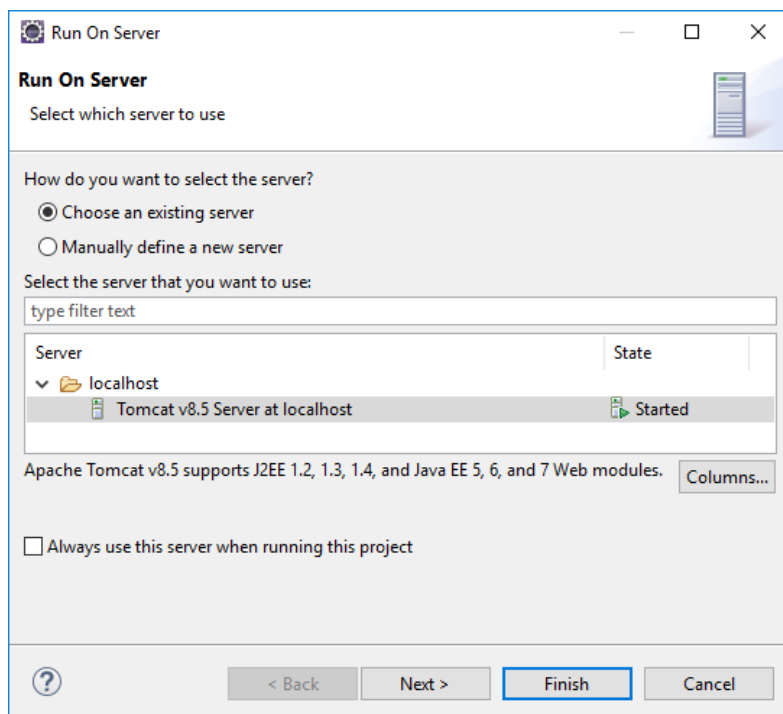 Run On Server
Run On Server
Select which server to use
How do you want to select the server?
Choose an existing server
Manually define a new server
Select the server that you want to use:
type filter text
Server State
localhost
Tomcat v8.5 Server at localhost Started
Apache Tomcat v8.5 supports J2EE 1.2, 1.3, 1.4, and Java EE 5, 6, and 7 Web modules. Columns...
Always use this server when running this project
? < Back Next > Finish Cancel